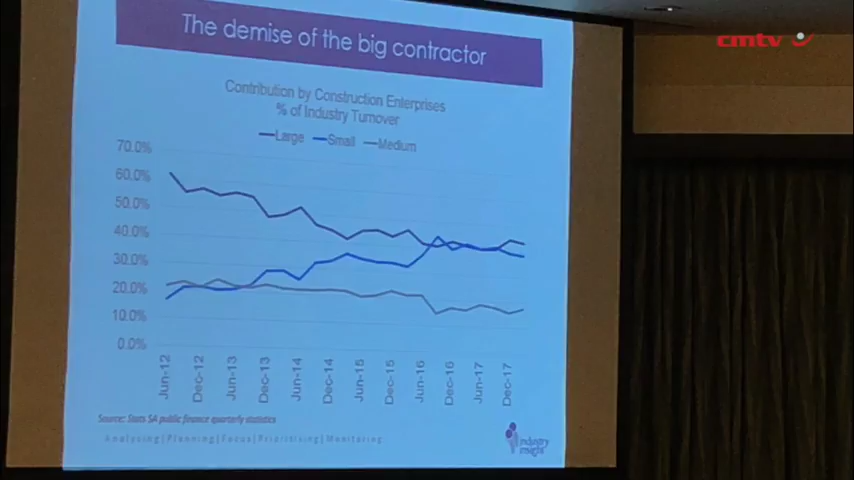 cmtv
The demise of the big contractor
Contribution by Construction Enterprises
% of Industry Turnover
Large Small Medium
70.0%
60.0%
50.0%
40.0%
30.0%
20.0%
10.0%
0.0%
Jun-12 Dec-12 Jun-13 Dec-13 Jun-14 Dec-14 Jun-15 Dec-15 Jun-16 Dec-16 Jun-17 Dec-17
Source: Stats SA public finance quarterly statistics
Analysing|Planning|Focus|Prioritising|Monitoring
industry
insight